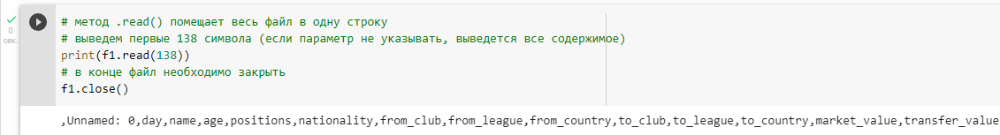 # метод .read() помещает весь файл в одну строку
# выведем первые 138 символа (если параметр не указывать, выведется все содержимое)
print(f1.read(138))
# в конце файл необходимо закрыть
f1.close()
0
сек.
,Unnamed: 0,day,name,age,positions,nationality,from_club,from_league,from_country,to_club,to_league,to_country,market_value,transfer_value